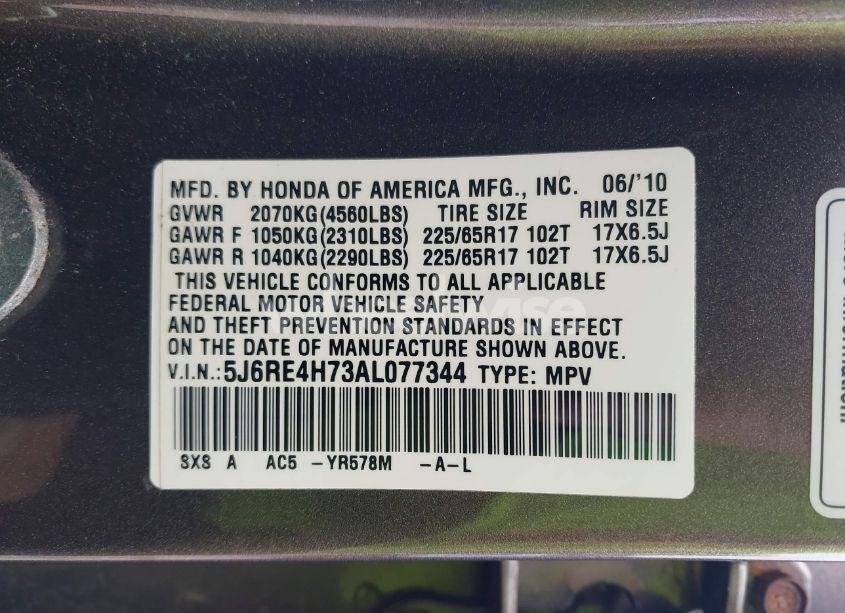 MFD. BY HONDA OF AMERICA MFG., INC. 06/'10
GVWR 2070KG(4560LBS) TIRE SIZE RIM SIZE
GAWR F 1050KG(2310LBS) 225/65R17 102T 17X6.5J
GAWR R 1040KG(2290LBS) 225/65R17 102T 17X6.5J
THIS VEHICLE CONFORMS TO ALL APPLICABLE
FEDERAL MOTOR VEHICLE SAFETY
AND THEFT PREVENTION STANDARDS IN EFFECT
ON THE DATE OF MANUFACTURE SHOWN ABOVE.
V.I.N.: 5J6RE4H73AL077344 TYPE: MPV
SXS A AC5 -YR578M -A-L
information